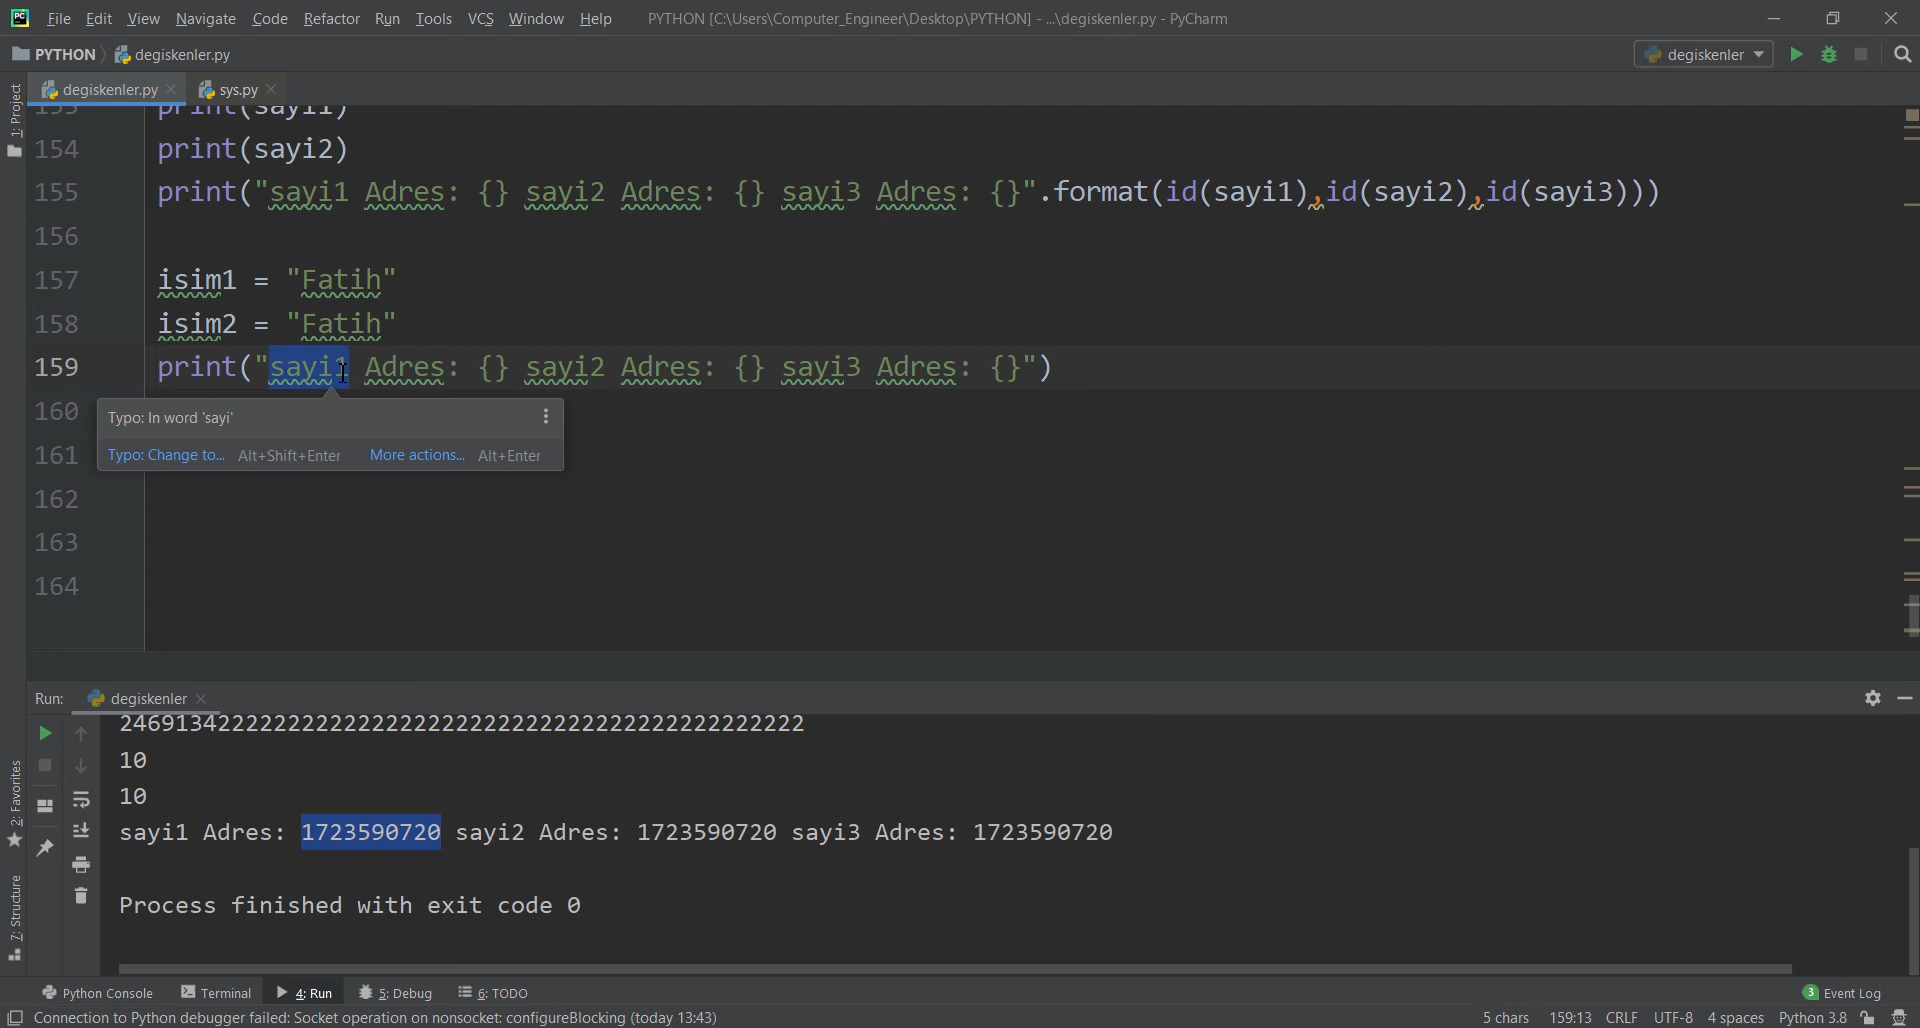 File Edit View Navigate Code Refactor Run Tools VCS Window Help PYTHON [C:\Users\Computer_Engineer\Desktop\PYTHON] - ...\degiskenler.py - PyCharm
PYTHON degiskenler.py degiskenler
1: Project
degiskenler.py sys.py
153 print(sayi1)
154 print(sayi2)
155 print("sayi1 Adres: {} sayi2 Adres: {} sayi3 Adres: {}".format(id(sayi1),id(sayi2),id(sayi3)))
156
157 isim1 = "Fatih"
158 isim2 = "Fatih"
159 print("sayi1 Adres: {} sayi2 Adres: {} sayi3 Adres: {}")
160
Typo: In word 'sayi'
161
Typo: Change to... Alt+Shift+Enter More actions... Alt+Enter
162
163
164
Run: degiskenler
10
10
sayi1 Adres: 1723590720 sayi2 Adres: 1723590720 sayi3 Adres: 1723590720
Process finished with exit code 0
2: Favorites
7: Structure
Python Console Terminal 4: Run 5: Debug 6: TODO 3 Event Log
Connection to Python debugger failed: Socket operation on nonsocket: configureBlocking (today 13:43) 5 chars 159:13 CRLF UTF-8 4 spaces Python 3.8